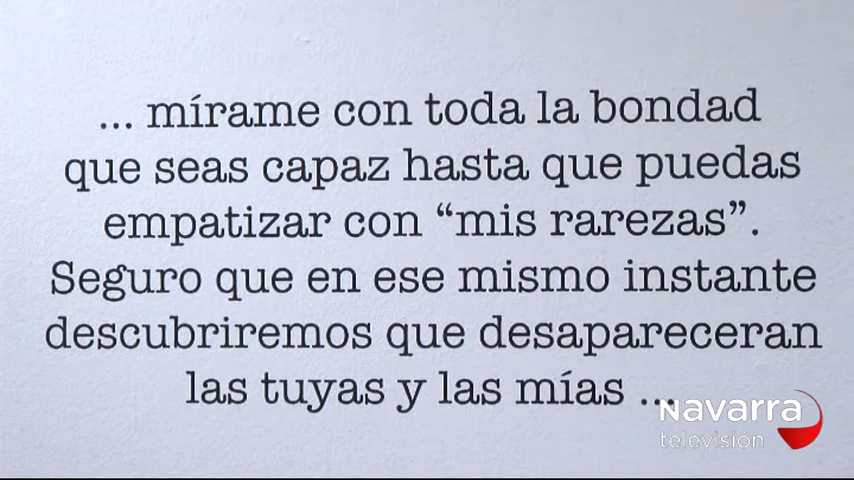 ... mírame con toda la bondad
que seas capaz hasta que puedas
empatizar con “mis rarezas”.
Seguro que en ese mismo instante
descubriremos que desapareceran
las tuyas y las mías ...
Navarra
televisión